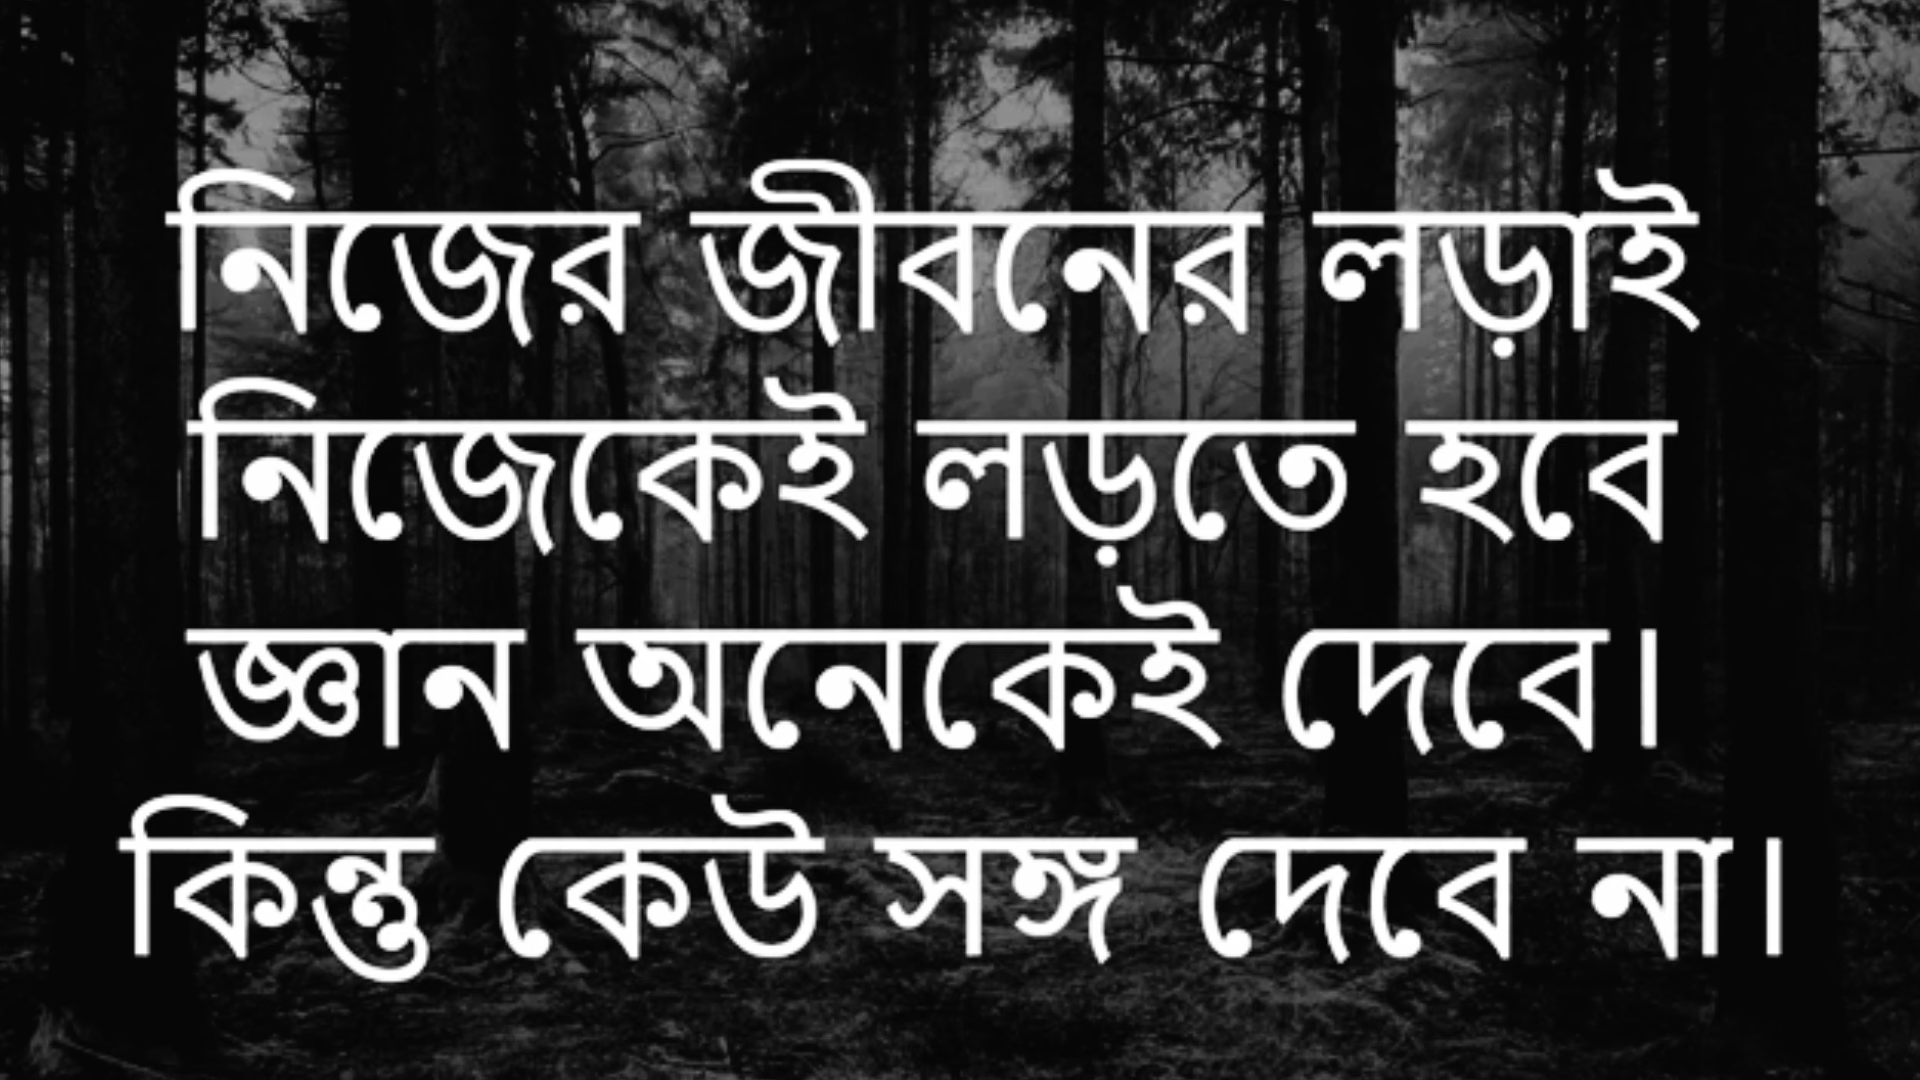 নিজের জীবনের লড়াই
নিজেকেই লড়তে হবে
জ্ঞান অনেকেই দেবে।
কিন্তু কেউ সঙ্গ দেবে না।